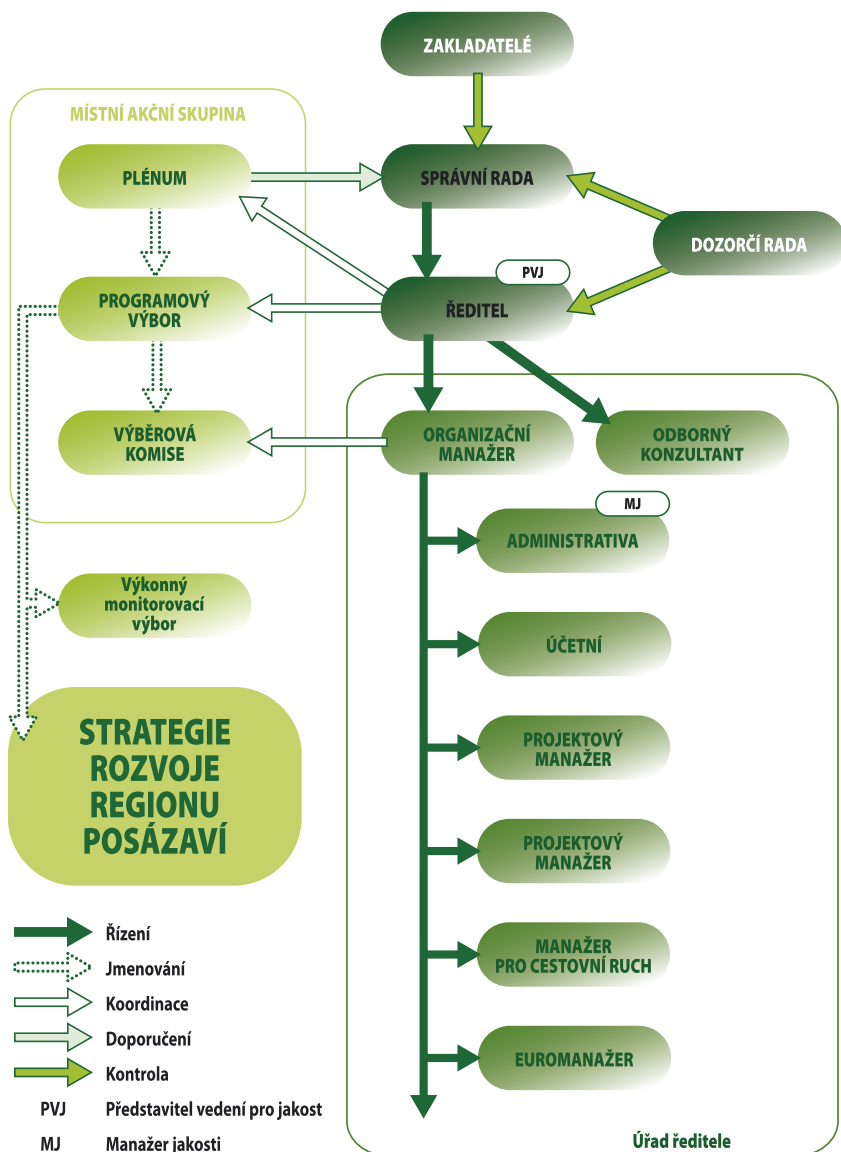 ZAKLADATELÉ
MÍSTNÍ AKČNÍ SKUPINA
PLÉNUM
SPRÁVNÍ RADA
DOZORČÍ RADA
PVJ
PROGRAMOVÝ
VÝBOR
ŘEDITEL
VÝBĚROVÁ
KOMISE
ORGANIZAČNÍ
MANAŽER
ODBORNÝ
KONZULTANT
MJ
ADMINISTRATIVA
Výkonný
monitorovací
výbor
ÚČETNÍ
STRATEGIE
ROZVOJE
REGIONU
POSÁZAVÍ
PROJEKTOVÝ
MANAŽER
PROJEKTOVÝ
MANAŽER
MANAŽER
PRO CESTOVNÍ RUCH
EUROMANAŽER
Řízení
Jmenování
Koordinace
Doporučení
Kontrola
PVJ Představitel vedení pro jakost
MJ Manažer jakosti
Úřad ředitele